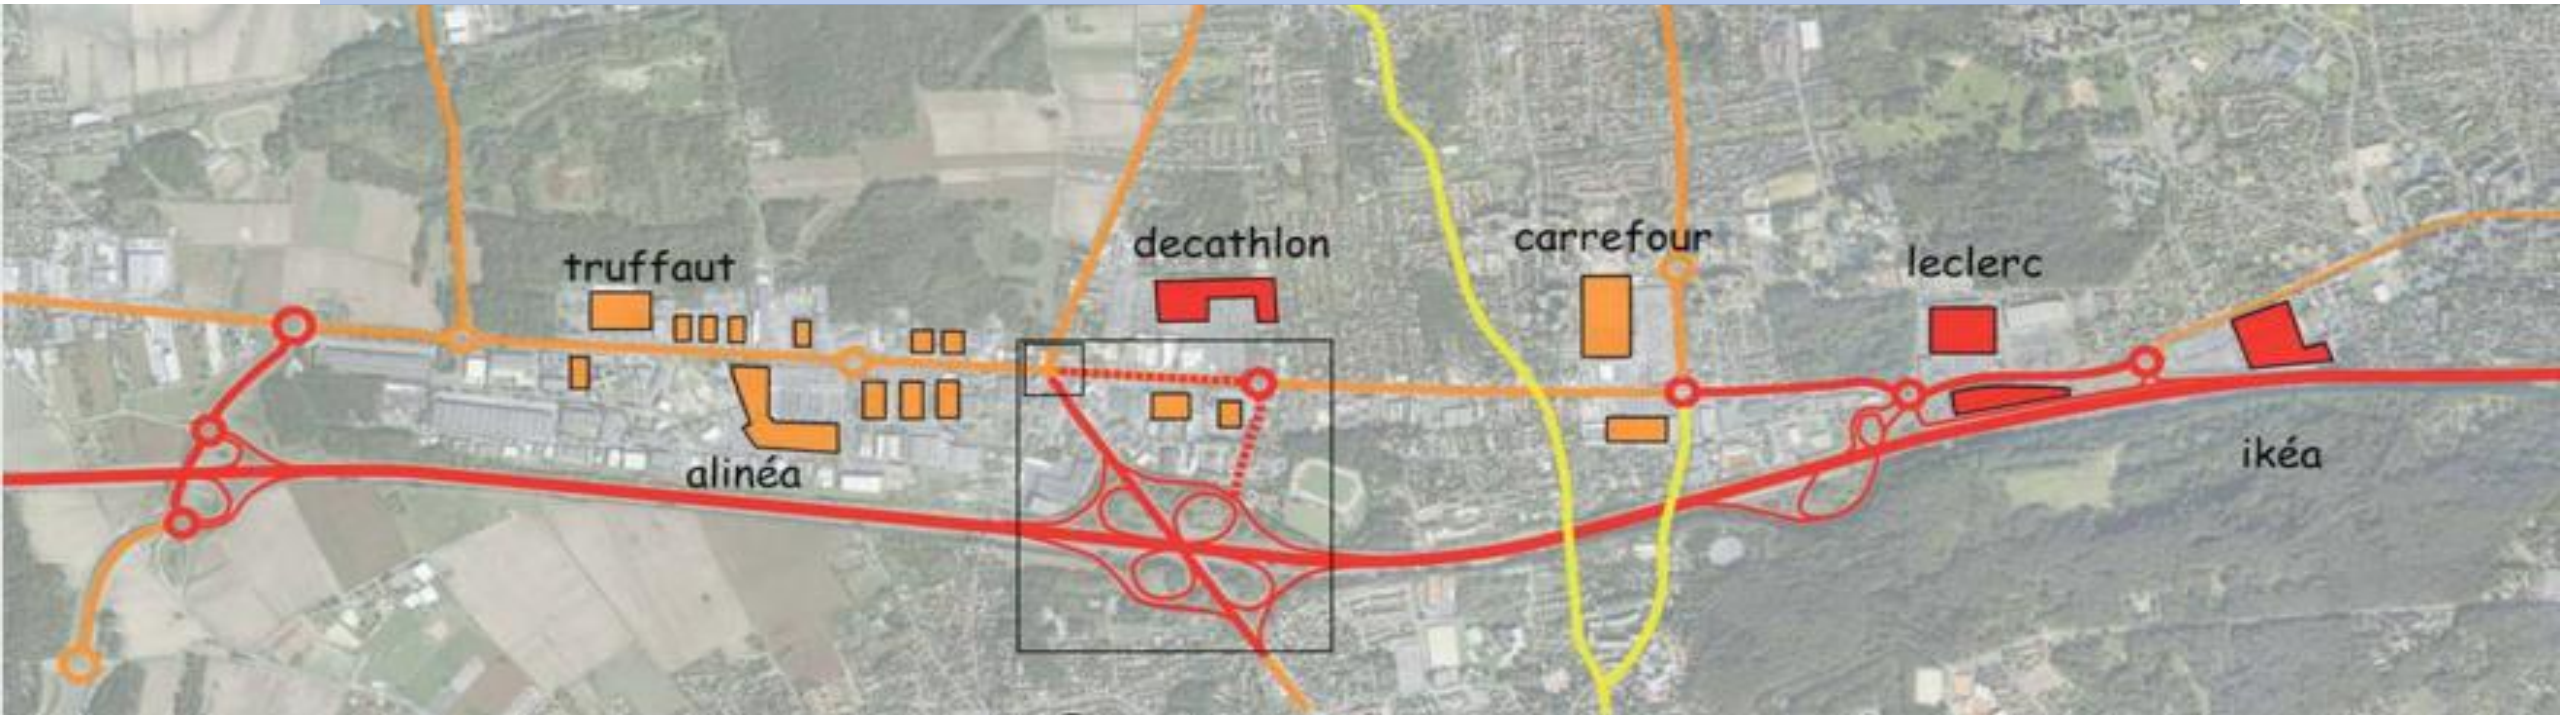 truffaut
decathlon
carrefour
leclerc
alinéa
ikéa